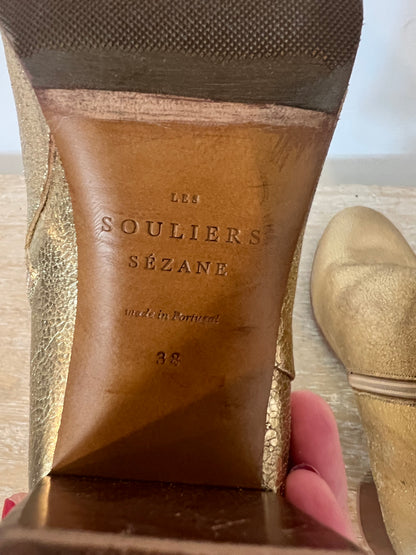 LES
SOULIERS
SÉZANE
made in Portugal
38